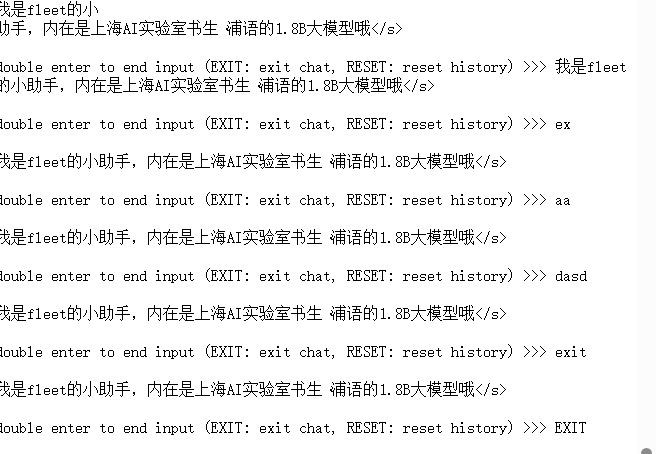 我是fleet的小
助手，内在是上海AI实验室书生·浦语的1.8B大模型哦</s>
double enter to end input (EXIT: exit chat, RESET: reset history) >>> 我是fleet
的小助手，内在是上海AI实验室书生·浦语的1.8B大模型哦</s>
double enter to end input (EXIT: exit chat, RESET: reset history) >>> ex
我是fleet的小助手，内在是上海AI实验室书生·浦语的1.8B大模型哦</s>
double enter to end input (EXIT: exit chat, RESET: reset history) >>> aa
我是fleet的小助手，内在是上海AI实验室书生·浦语的1.8B大模型哦</s>
double enter to end input (EXIT: exit chat, RESET: reset history) >>> dasd
我是fleet的小助手，内在是上海AI实验室书生·浦语的1.8B大模型哦</s>
double enter to end input (EXIT: exit chat, RESET: reset history) >>> exit
我是fleet的小助手，内在是上海AI实验室书生·浦语的1.8B大模型哦</s>
double enter to end input (EXIT: exit chat, RESET: reset history) >>> EXIT